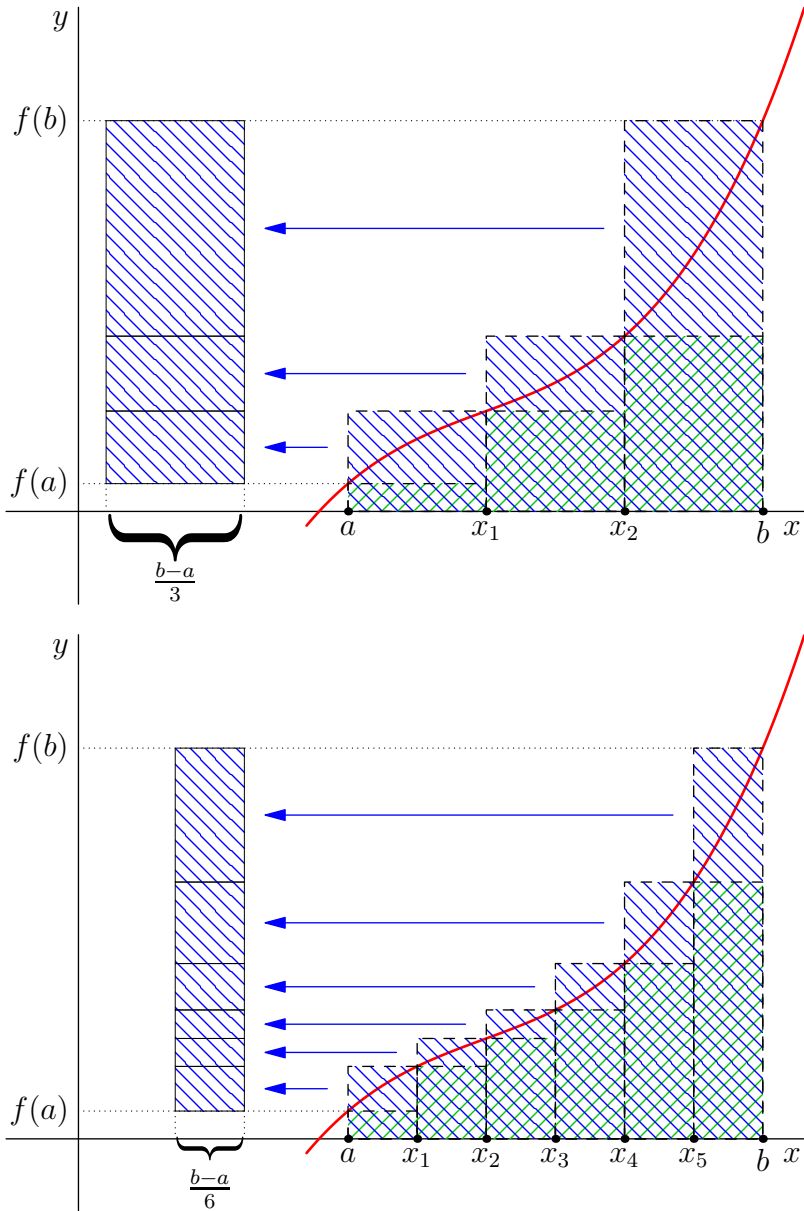 y
f(b)
f(a)
a x₁ x₂ b x
b−a
3
y
f(b)
f(a)
a x₁ x₂ x₃ x₄ x₅ b x
b−a
6